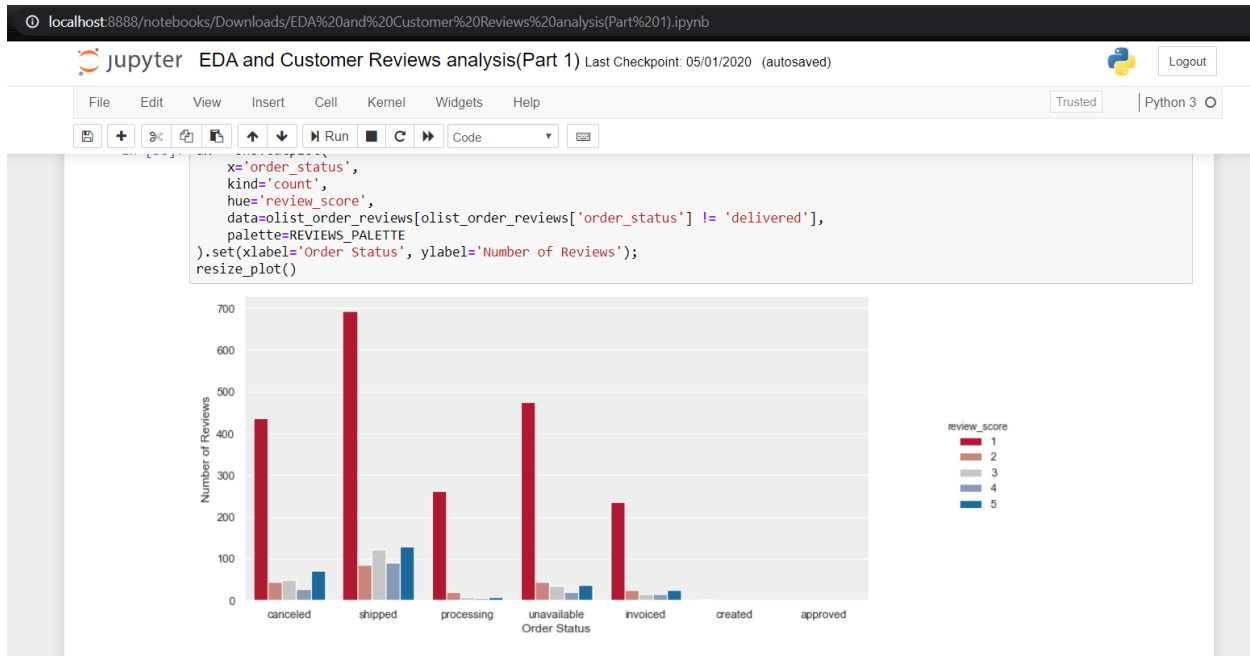 localhost:8888/notebooks/Downloads/EDA%20and%20Customer%20Reviews%20analysis(Part%201).ipynb
jupyter EDA and Customer Reviews analysis(Part 1) Last Checkpoint: 05/01/2020 (autosaved)
Logout
File Edit View Insert Cell Kernel Widgets Help
Trusted Python 3
Run Code
x='order_status',
kind='count',
hue='review_score',
data=olist_order_reviews[olist_order_reviews['order_status'] != 'delivered'],
palette=REVIEWS_PALETTE
).set(xlabel='Order Status', ylabel='Number of Reviews');
resize_plot()
700
600
500
400
300
200
100
0
Number of Reviews
canceled shipped processing unavailable invoiced created approved
Order Status
review_score
1
2
3
4
5